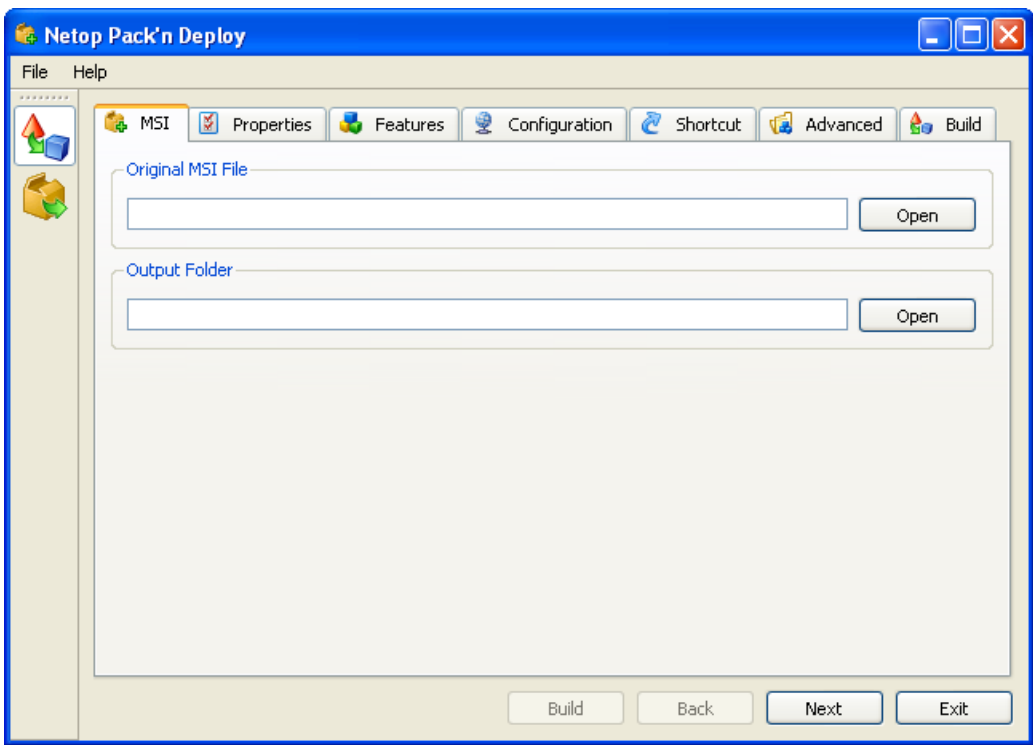 Netop Pack'n Deploy
File Help
MSI Properties Features Configuration Shortcut Advanced Build
Original MSI File
Open
Output Folder
Open
Build Back Next Exit